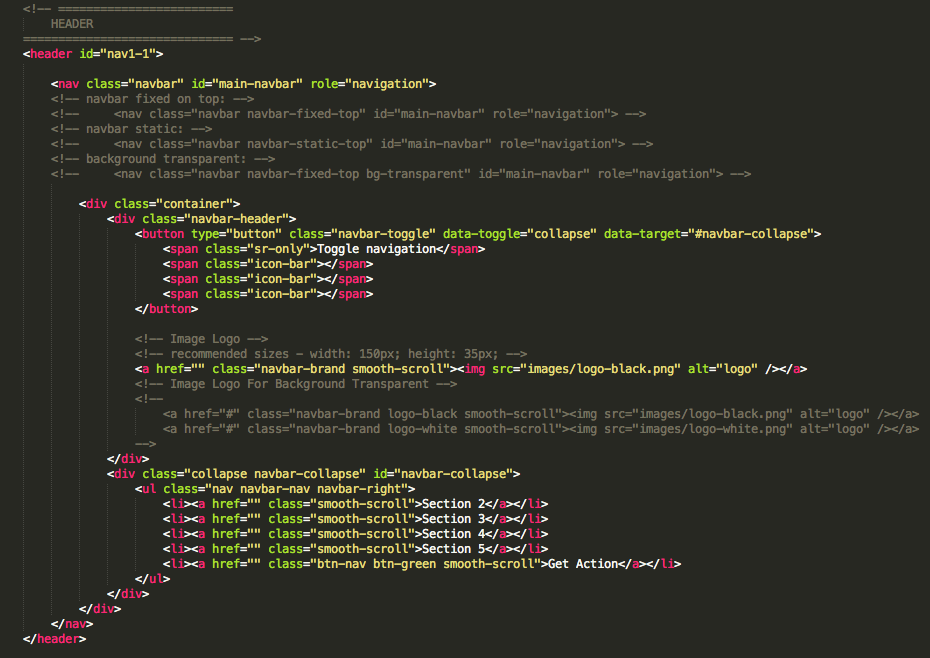 <!-- =========================
    HEADER
============================== -->
<header id="nav1-1">
    <nav class="navbar" id="main-navbar" role="navigation">
    <!-- navbar fixed on top: -->
    <!--     <nav class="navbar navbar-fixed-top" id="main-navbar" role="navigation"> -->
    <!-- navbar static: -->
    <!--     <nav class="navbar navbar-static-top" id="main-navbar" role="navigation"> -->
    <!-- background transparent: -->
    <!--     <nav class="navbar navbar-fixed-top bg-transparent" id="main-navbar" role="navigation"> -->
        <div class="container">
            <div class="navbar-header">
                <button type="button" class="navbar-toggle" data-toggle="collapse" data-target="#navbar-collapse">
                    <span class="sr-only">Toggle navigation</span>
                    <span class="icon-bar"></span>
                    <span class="icon-bar"></span>
                    <span class="icon-bar"></span>
                </button>
                <!-- Image Logo -->
                <!-- recommended sizes - width: 150px; height: 35px; -->
                <a href="" class="navbar-brand smooth-scroll"><img src="images/logo-black.png" alt="logo" /></a>
                <!-- Image Logo For Background Transparent -->
                <!--
                    <a href="#" class="navbar-brand logo-black smooth-scroll"><img src="images/logo-black.png" alt="logo" /></a>
                    <a href="#" class="navbar-brand logo-white smooth-scroll"><img src="images/logo-white.png" alt="logo" /></a>
                -->
            </div>
            <div class="collapse navbar-collapse" id="navbar-collapse">
                <ul class="nav navbar-nav navbar-right">
                    <li><a href="" class="smooth-scroll">Section 2</a></li>
                    <li><a href="" class="smooth-scroll">Section 3</a></li>
                    <li><a href="" class="smooth-scroll">Section 4</a></li>
                    <li><a href="" class="smooth-scroll">Section 5</a></li>
                    <li><a href="" class="btn-nav btn-green smooth-scroll">Get Action</a></li>
                </ul>
            </div>
        </div>
    </nav>
</header>